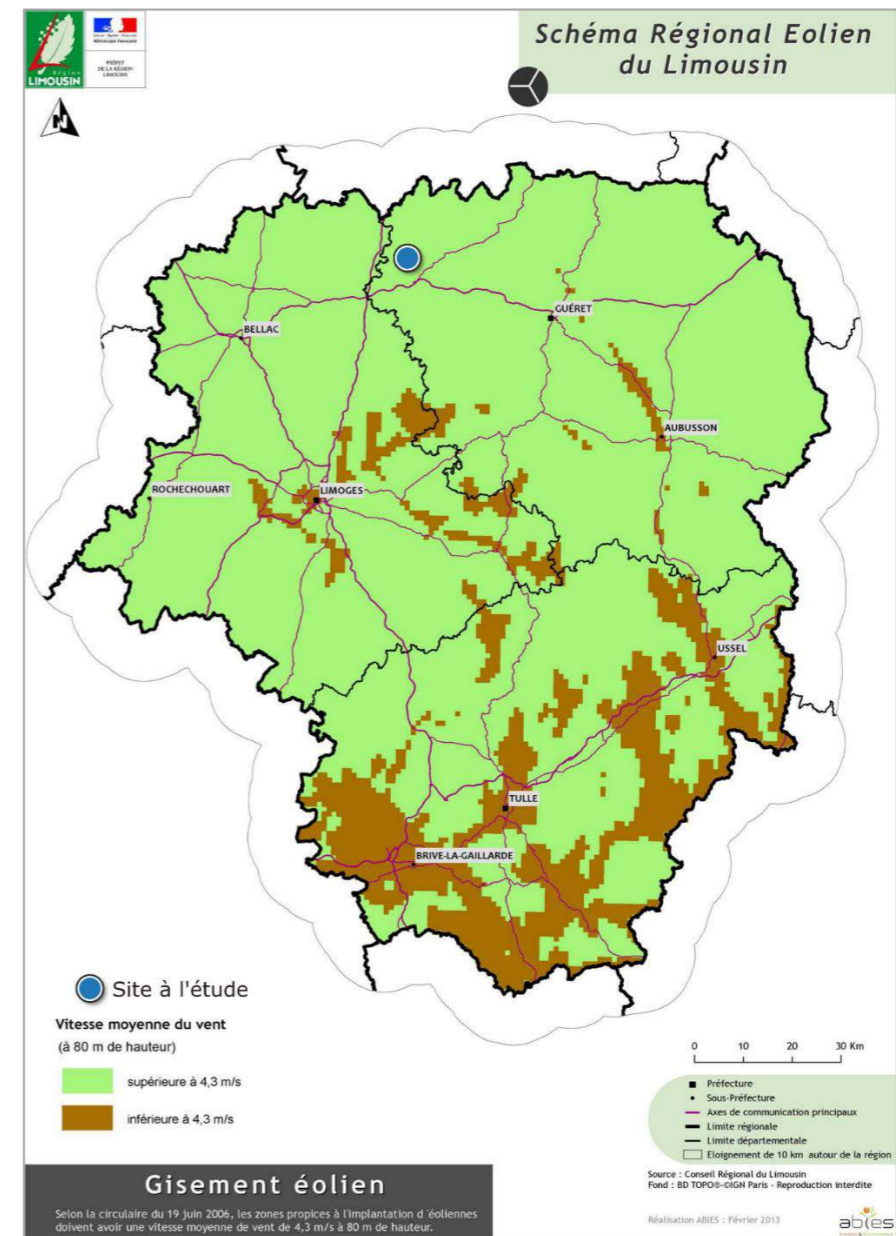 Schéma Régional Eolien
du Limousin
Région
LIMOUSIN
RÉPUBLIQUE FRANÇAISE
PRÉFET
DE LA RÉGION
LIMOUSIN
N
GUÉRET
BELLAC
AUBUSSON
ROCHECHOUART
LIMOGES
USSEL
TULLE
BRIVE-LA-GAILLARDE
Site à l'étude
Vitesse moyenne du vent
(à 80 m de hauteur)
supérieure à 4,3 m/s
inférieure à 4,3 m/s
0 10 20 30 Km
Préfecture
Sous-Préfecture
Axes de communication principaux
Limite régionale
Limite départementale
Eloignement de 10 km autour de la région
Gisement éolien
Selon la circulaire du 19 juin 2006, les zones propices à l'implantation d 'éoliennes
doivent avoir une vitesse moyenne de vent de 4,3 m/s à 80 m de hauteur.
Source : Conseil Régional du Limousin
Fond : BD TOPO®-©IGN Paris - Reproduction interdite
Réalisation ABIES : Février 2013
abies